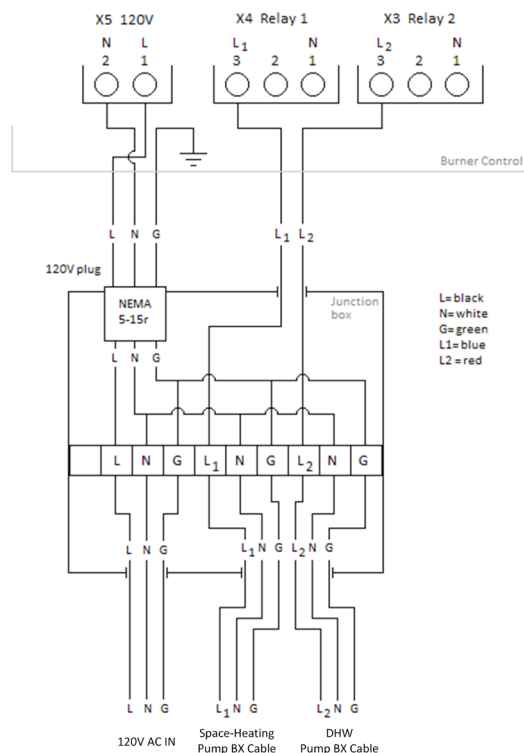 X5 120V
X4 Relay 1
X3 Relay 2
N L
L1 N
L2 N
2 1
3 2 1
3 2 1
Burner Control
L N G
L1 L2
120V plug
NEMA
5-15r
Junction
box
L=black
N=white
G=green
L1=blue
L2=red
L N G
L N G L1 N G L2 N G
L N G
L1 N G
L2 N G
L N G
L1 N G
L2 N G
120V AC IN
Space-Heating
Pump BX Cable
DHW
Pump BX Cable